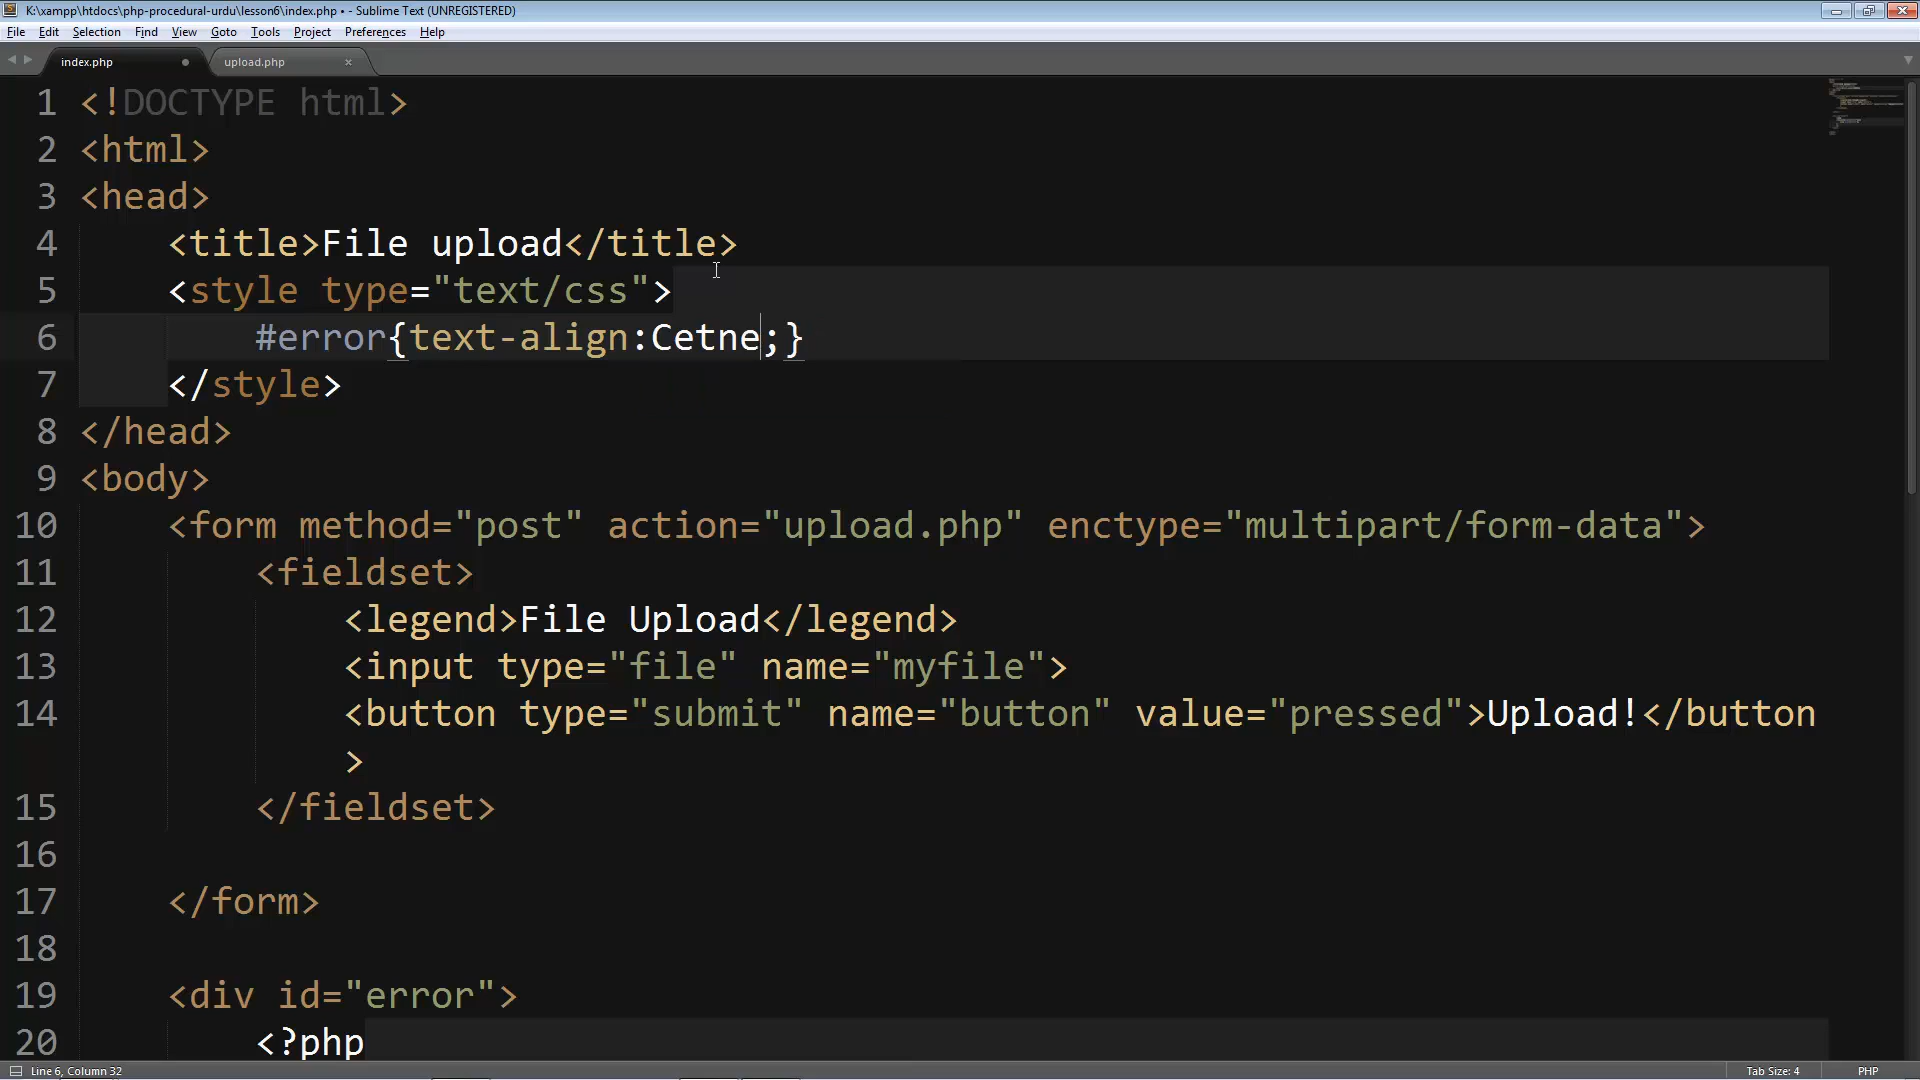 K:\xampp\htdocs\php-procedural-urdu\lesson6\index.php • - Sublime Text (UNREGISTERED)
File Edit Selection Find View Goto Tools Project Preferences Help
index.php upload.php
1 <!DOCTYPE html>
2 <html>
3 <head>
4 <title>File upload</title>
5 <style type="text/css">
6 #error{text-align:Cetne;}
7 </style>
8 </head>
9 <body>
10 <form method="post" action="upload.php" enctype="multipart/form-data">
11 <fieldset>
12 <legend>File Upload</legend>
13 <input type="file" name="myfile">
14 <button type="submit" name="button" value="pressed">Upload!</button
>
15 </fieldset>
16
17 </form>
18
19 <div id="error">
20 <?php
Line 6, Column 32 Tab Size: 4 PHP